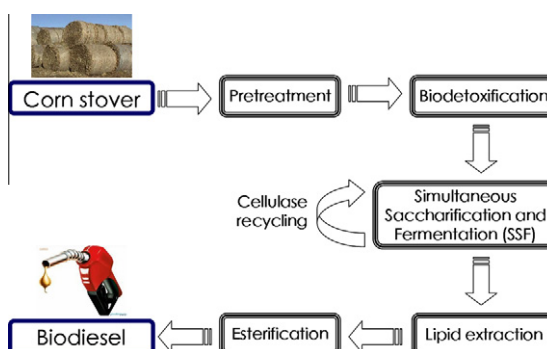 Corn stover
Pretreatment
Biodetoxification
Cellulase
recycling
Simultaneous
Saccharification and
Fermentation (SSF)
Biodiesel
Esterification
Lipid extraction